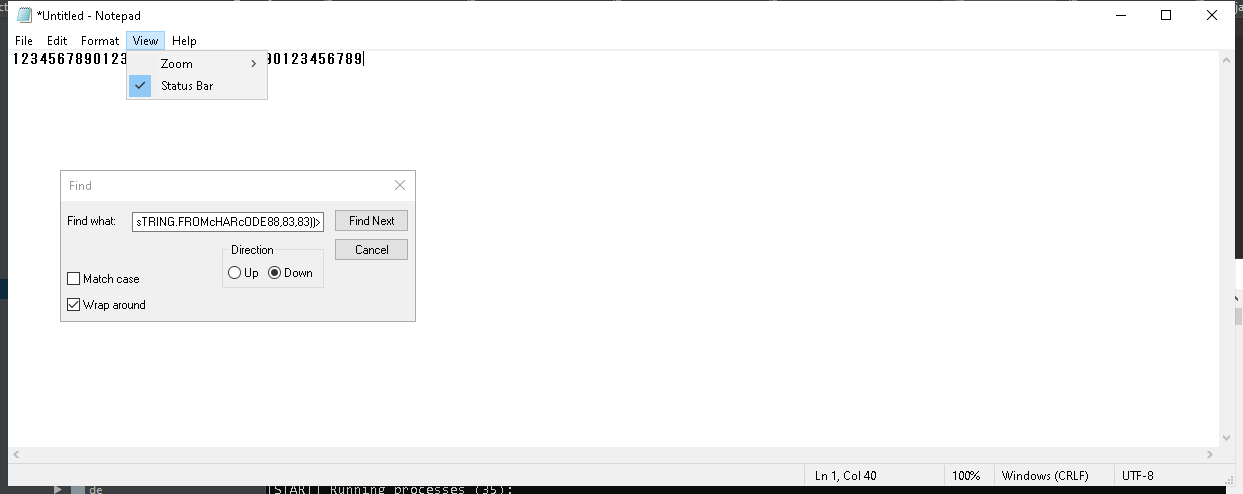 *Untitled - Notepad
File Edit Format View Help
1234567890123 90123456789
Zoom
Status Bar
Find
Find what: sTRING.FROMcHARcODE88,83,83))> Find Next
Direction Cancel
Up Down
Match case
Wrap around
Ln 1, Col 40 100% Windows (CRLF) UTF-8
de [START] Running processes (35):